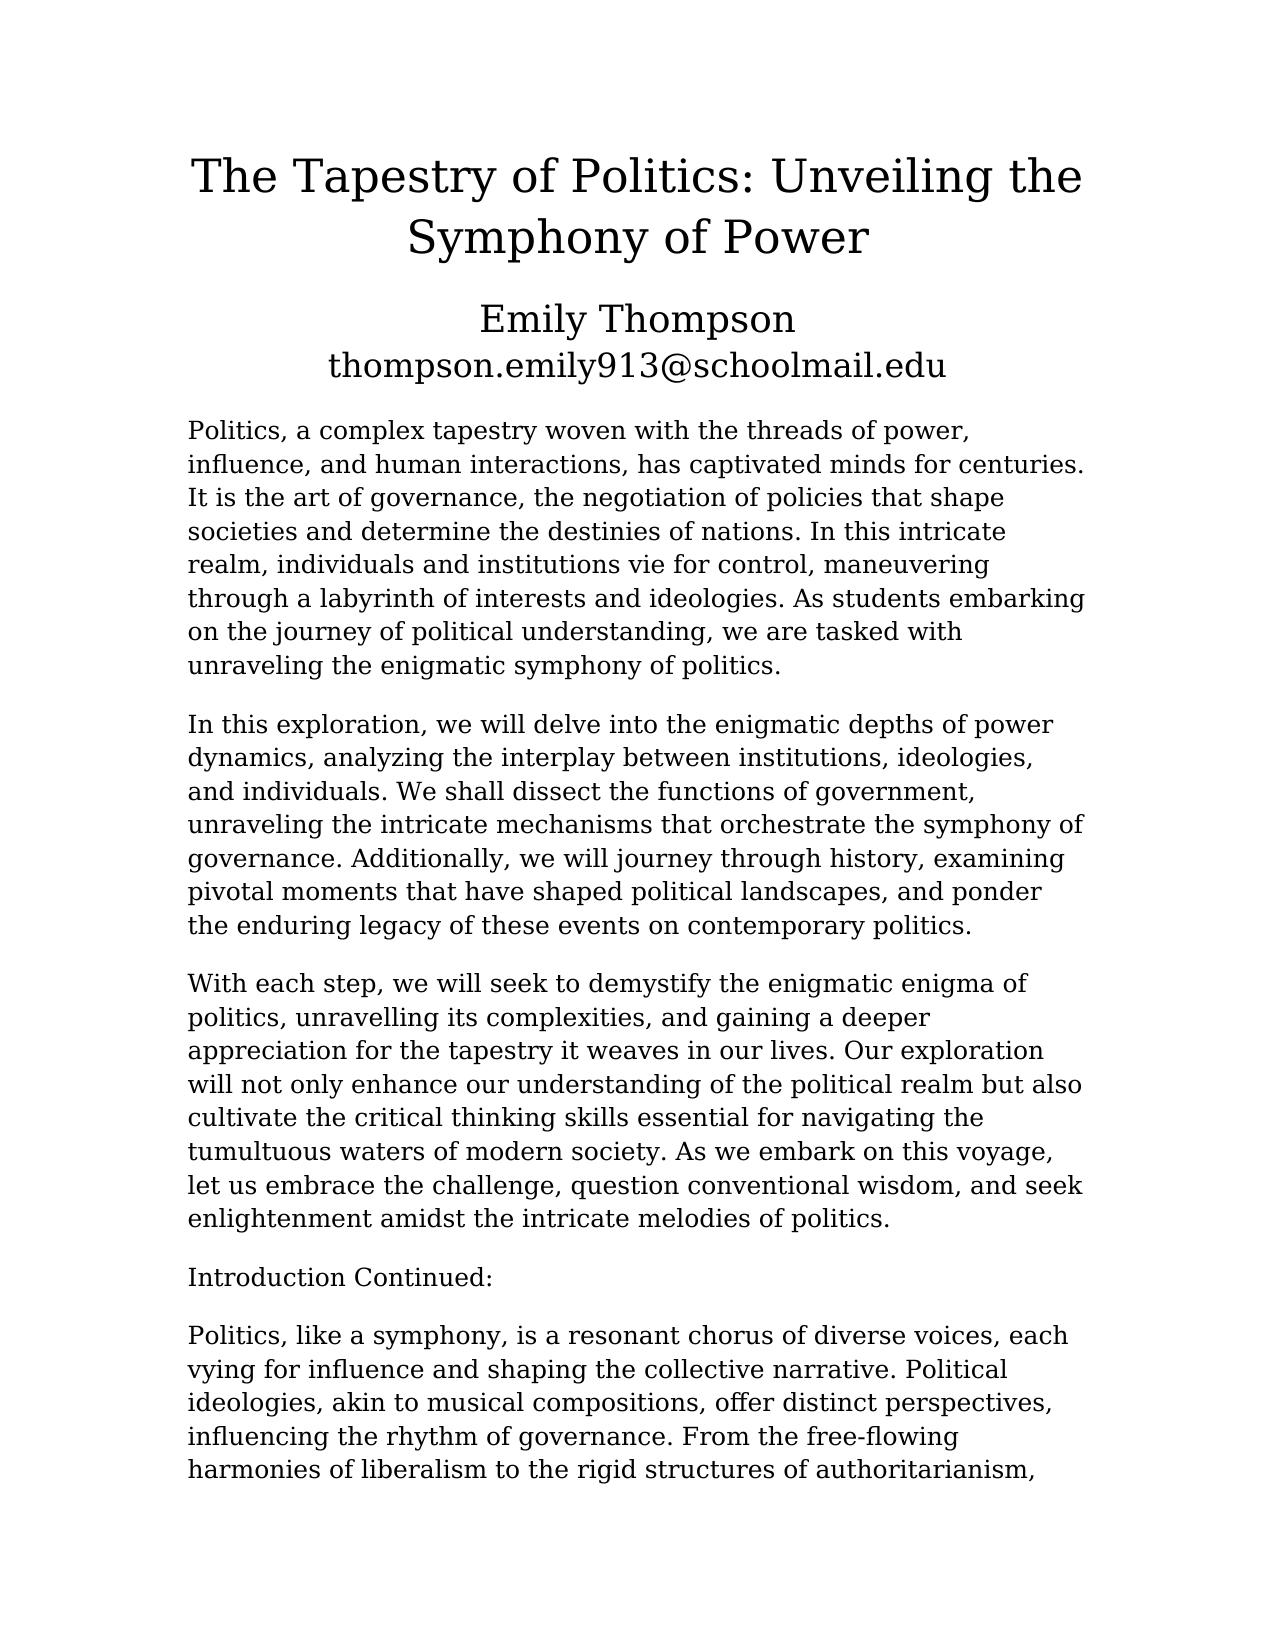 The Tapestry of Politics: Unveiling the
Symphony of Power
Emily Thompson
thompson.emily913@schoolmail.edu
Politics, a complex tapestry woven with the threads of power,
influence, and human interactions, has captivated minds for centuries.
It is the art of governance, the negotiation of policies that shape
societies and determine the destinies of nations. In this intricate
realm, individuals and institutions vie for control, maneuvering
through a labyrinth of interests and ideologies. As students embarking
on the journey of political understanding, we are tasked with
unraveling the enigmatic symphony of politics.
In this exploration, we will delve into the enigmatic depths of power
dynamics, analyzing the interplay between institutions, ideologies,
and individuals. We shall dissect the functions of government,
unraveling the intricate mechanisms that orchestrate the symphony of
governance. Additionally, we will journey through history, examining
pivotal moments that have shaped political landscapes, and ponder
the enduring legacy of these events on contemporary politics.
With each step, we will seek to demystify the enigmatic enigma of
politics, unravelling its complexities, and gaining a deeper
appreciation for the tapestry it weaves in our lives. Our exploration
will not only enhance our understanding of the political realm but also
cultivate the critical thinking skills essential for navigating the
tumultuous waters of modern society. As we embark on this voyage,
let us embrace the challenge, question conventional wisdom, and seek
enlightenment amidst the intricate melodies of politics.
Introduction Continued:
Politics, like a symphony, is a resonant chorus of diverse voices, each
vying for influence and shaping the collective narrative. Political
ideologies, akin to musical compositions, offer distinct perspectives,
influencing the rhythm of governance. From the free-flowing
harmonies of liberalism to the rigid structures of authoritarianism,